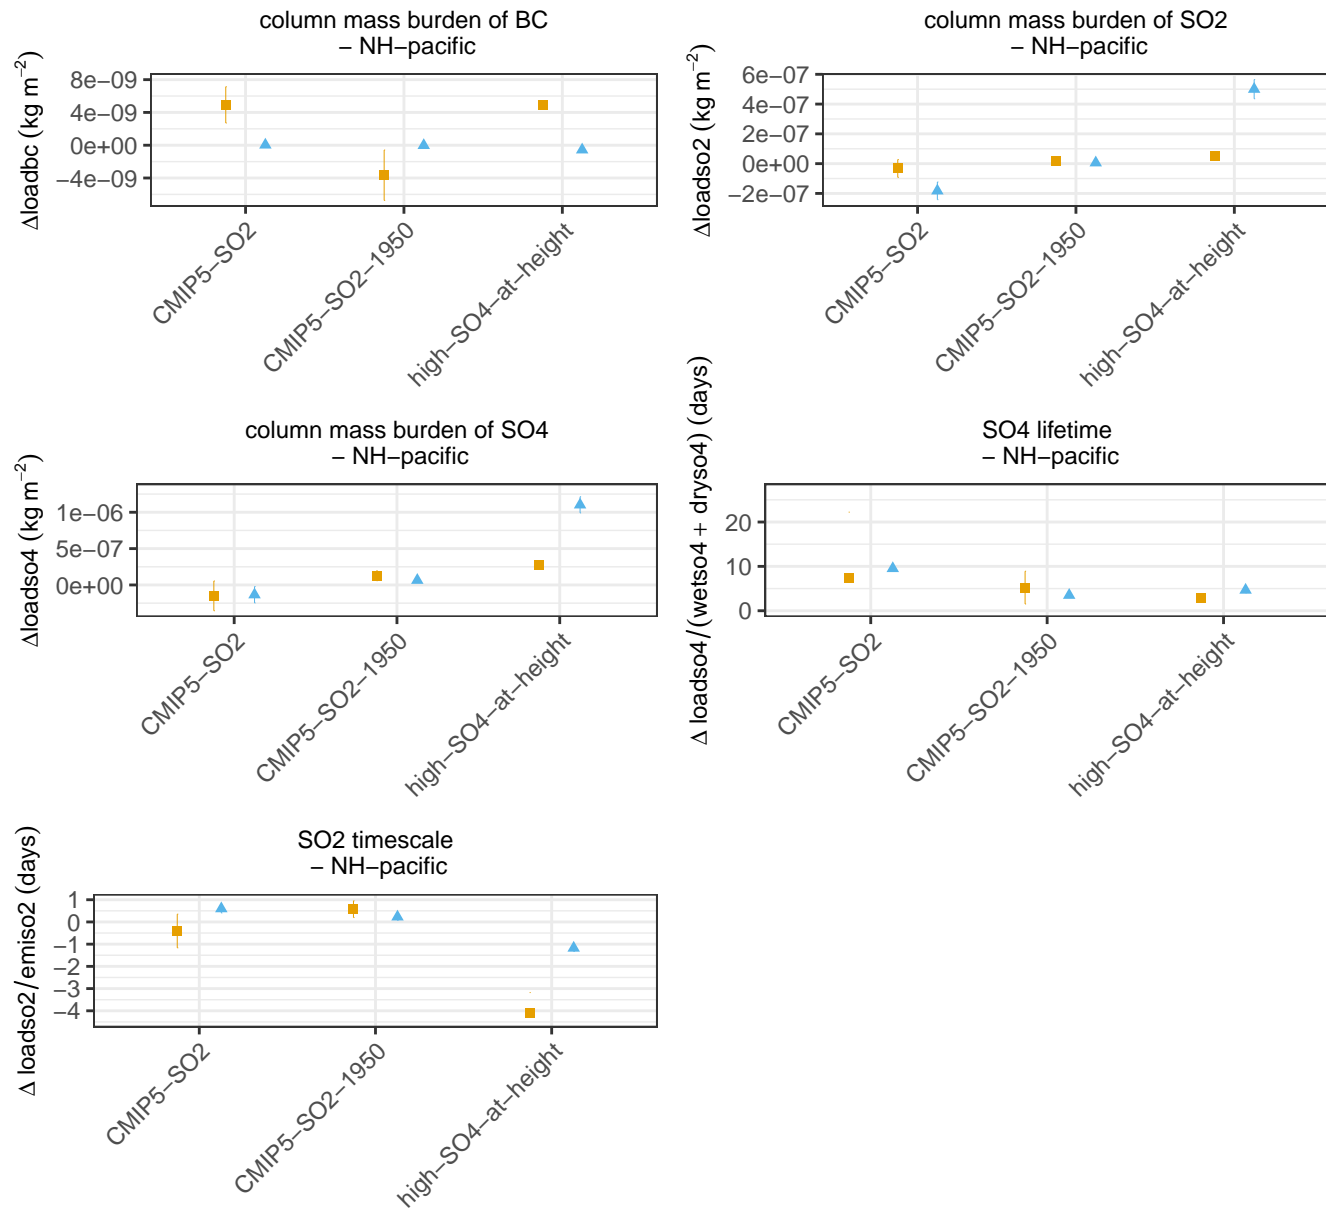 column mass burden of BC
– NH–pacific
Δloadbc (kg m⁻²)
8e−09
4e−09
0e+00
−4e−09
CMIP5−SO2
CMIP5−SO2−1950
high−SO4−at−height
column mass burden of SO2
– NH–pacific
Δloadso2 (kg m⁻²)
6e−07
4e−07
2e−07
0e+00
−2e−07
CMIP5−SO2
CMIP5−SO2−1950
high−SO4−at−height
column mass burden of SO4
– NH–pacific
Δloadso4 (kg m⁻²)
1e−06
5e−07
0e+00
CMIP5−SO2
CMIP5−SO2−1950
high−SO4−at−height
SO4 lifetime
– NH–pacific
Δ loadso4/(wetso4 + dryso4) (days)
20
10
0
CMIP5−SO2
CMIP5−SO2−1950
high−SO4−at−height
SO2 timescale
– NH–pacific
Δ loadso2/emiso2 (days)
1
0
−1
−2
−3
−4
CMIP5−SO2
CMIP5−SO2−1950
high−SO4−at−height